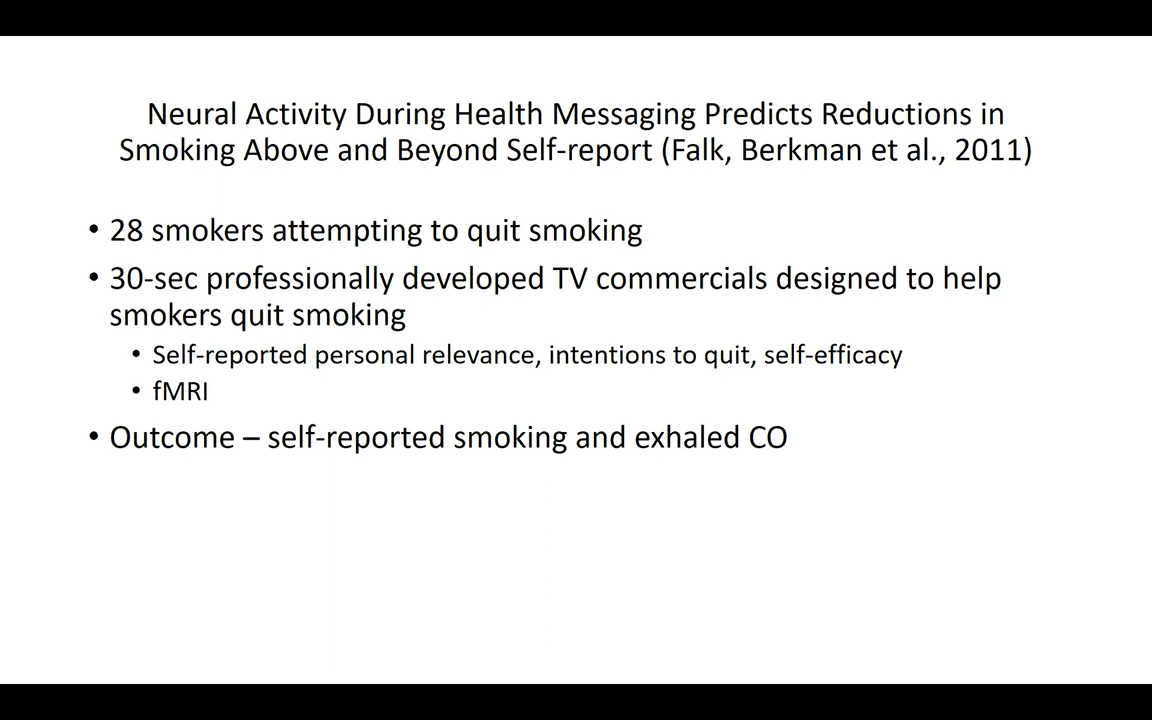 Neural Activity During Health Messaging Predicts Reductions in
Smoking Above and Beyond Self-report (Falk, Berkman et al., 2011)
• 28 smokers attempting to quit smoking
• 30-sec professionally developed TV commercials designed to help
smokers quit smoking
• Self-reported personal relevance, intentions to quit, self-efficacy
• fMRI
• Outcome – self-reported smoking and exhaled CO